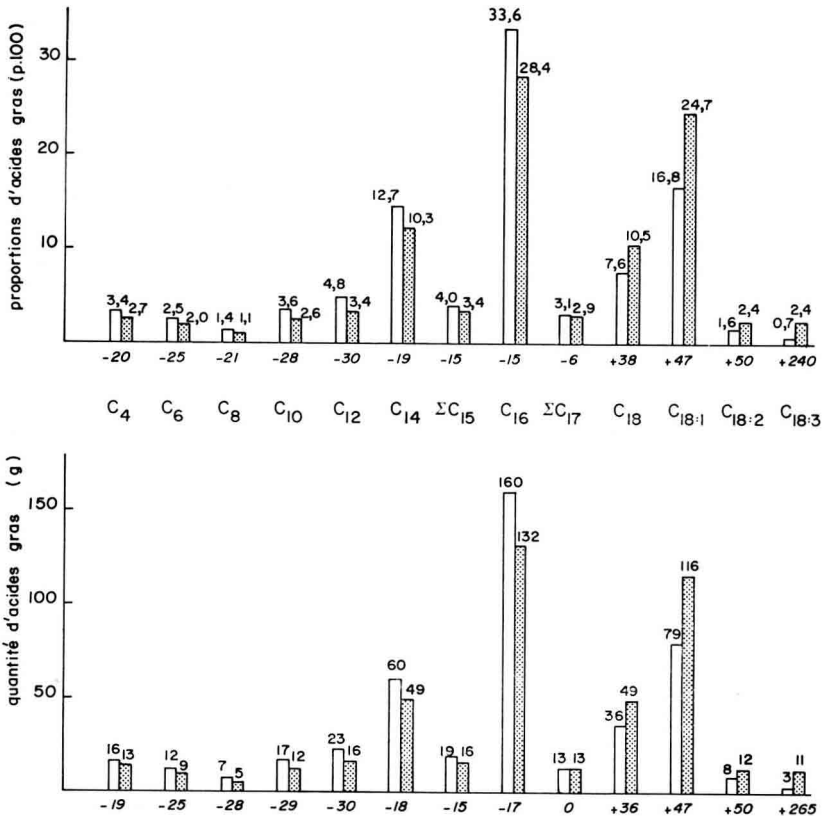 proportions d'acides gras (p.100)
30
20
10
3,4 2,7 2,5 2,0 1,4 1,1 3,6 2,6 4,8 3,4 12,7 10,3 4,0 3,4 33,6 28,4 3,1 2,9 7,6 10,5 16,8 24,7 1,6 2,4 0,7 2,4
-20 -25 -21 -28 -30 -19 -15 -15 -6 +38 +47 +50 +240
C4 C6 C8 C10 C12 C14 ΣC15 C16 ΣC17 C18 C18:1 C18:2 C18:3
quantité d'acides gras (g)
150
100
50
16 13 12 9 7 5 17 12 23 16 60 49 19 16 160 132 13 13 36 49 79 116 8 12 3 11
-19 -25 -28 -29 -30 -18 -15 -17 0 +36 +47 +50 +265